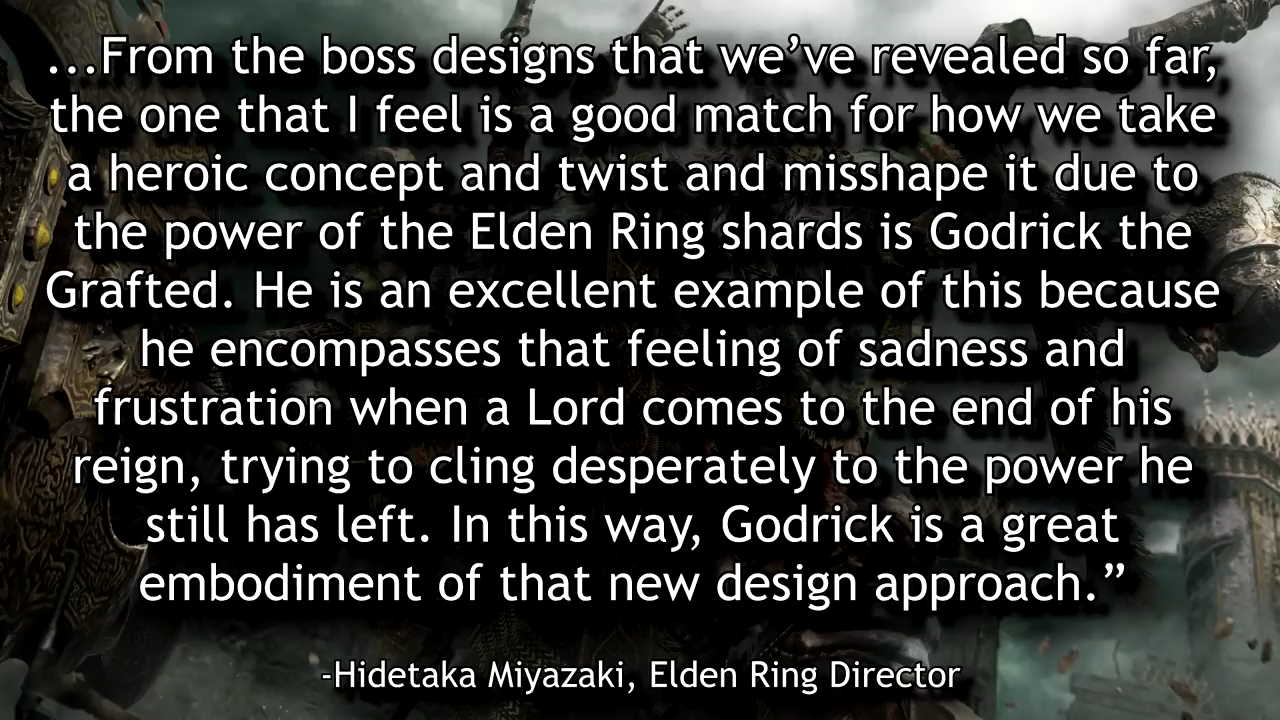 ...From the boss designs that we’ve revealed so far,
the one that I feel is a good match for how we take
a heroic concept and twist and misshape it due to
the power of the Elden Ring shards is Godrick the
Grafted. He is an excellent example of this because
he encompasses that feeling of sadness and
frustration when a Lord comes to the end of his
reign, trying to cling desperately to the power he
still has left. In this way, Godrick is a great
embodiment of that new design approach.”
-Hidetaka Miyazaki, Elden Ring Director